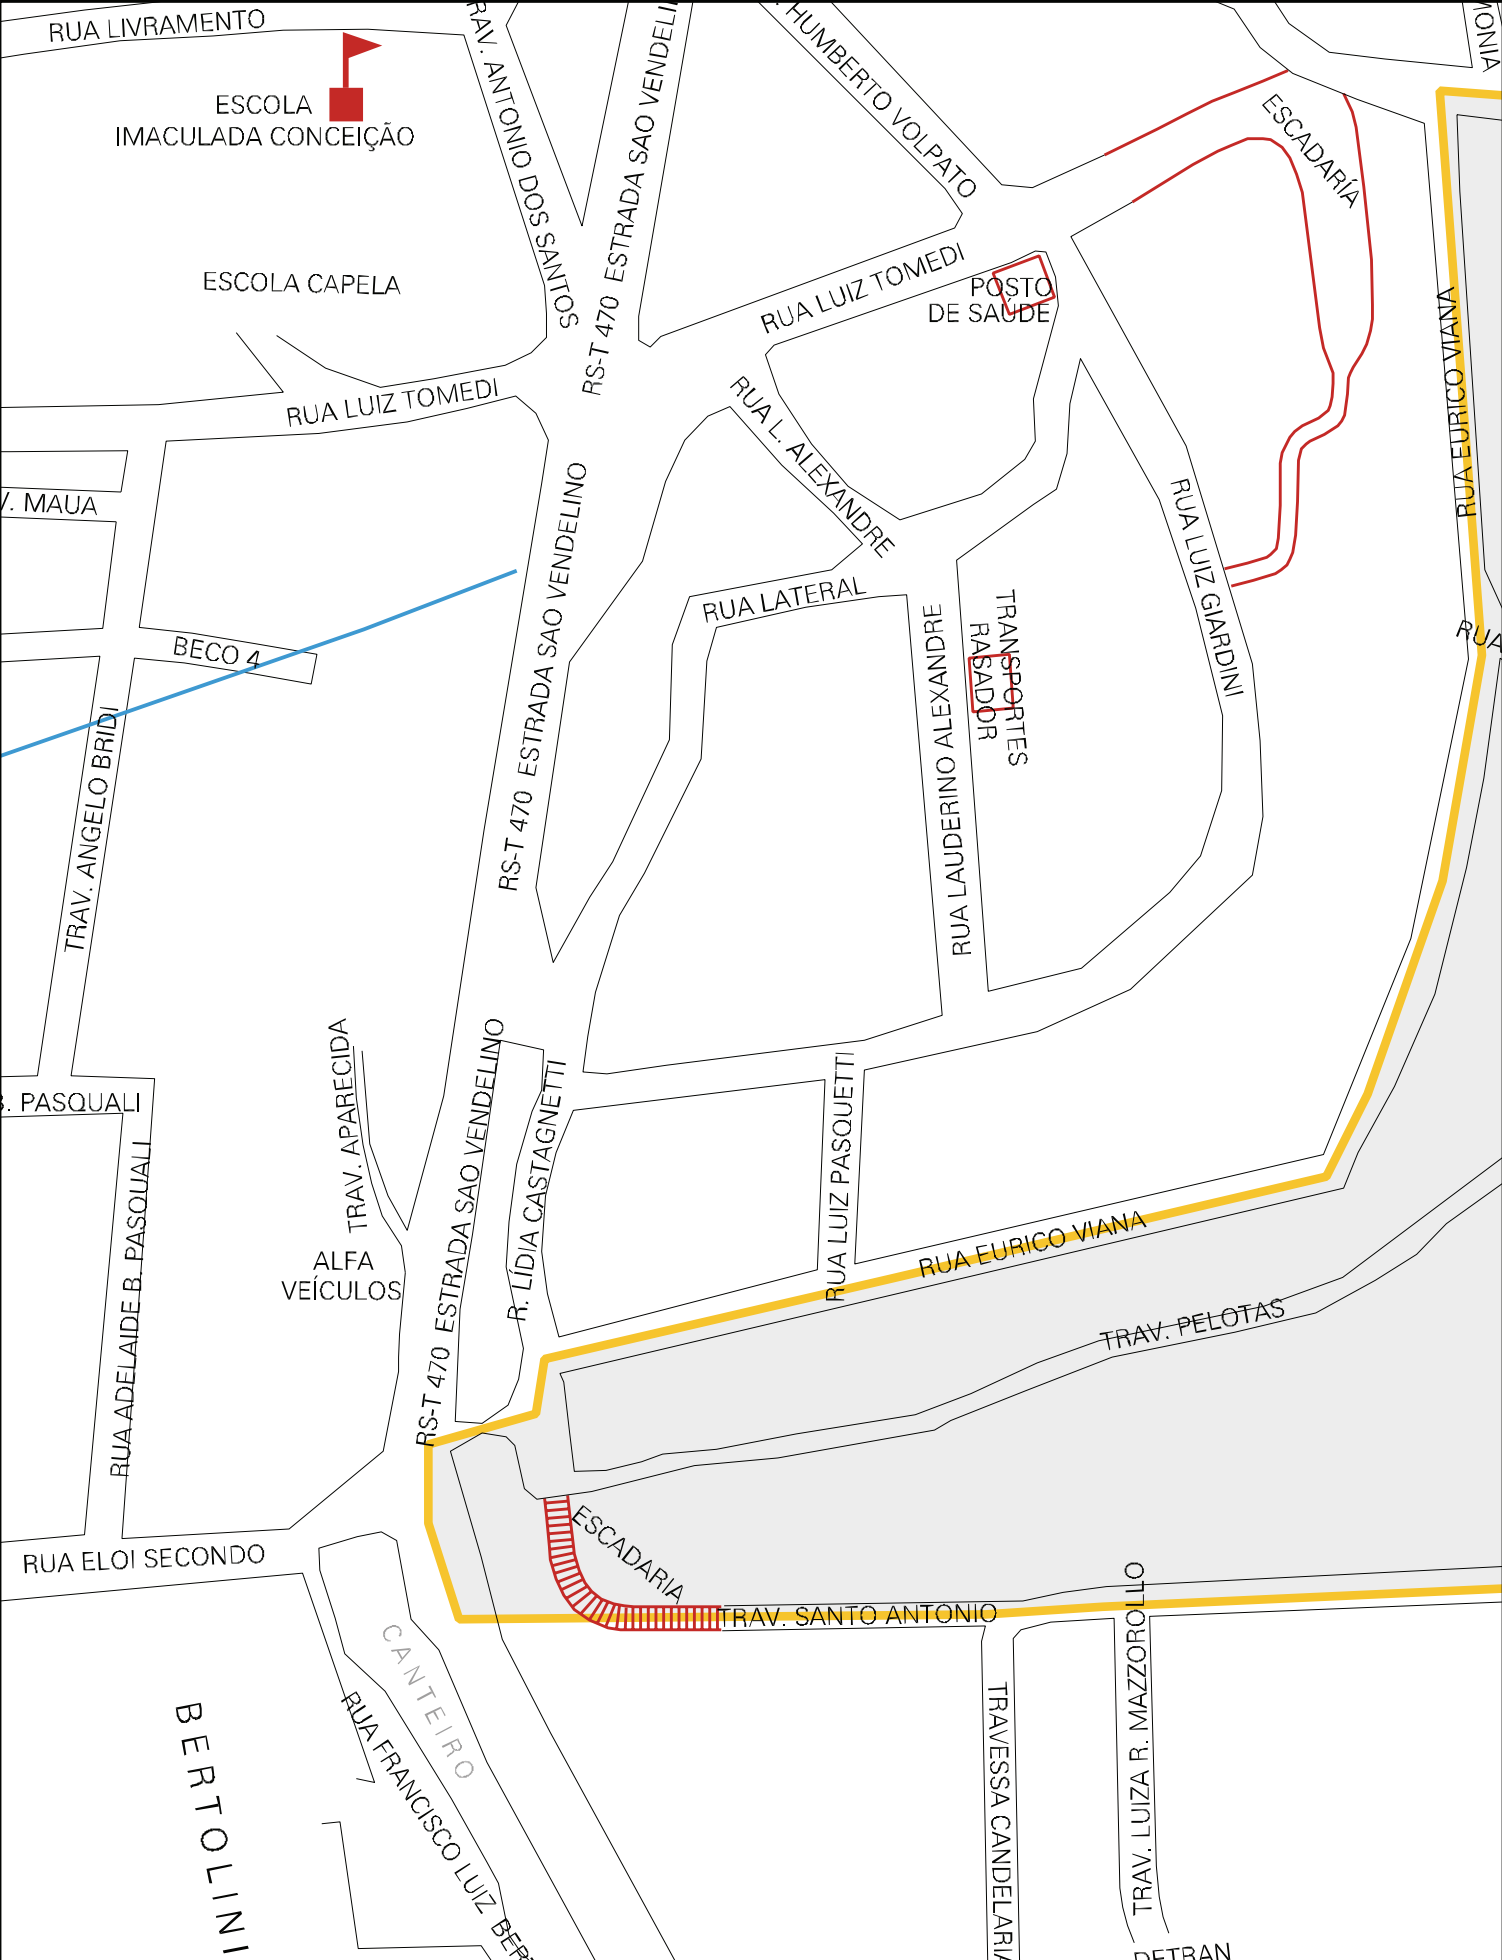 RUA LIVRAMENTO
ESCOLA
IMACULADA CONCEIÇÃO
ESCOLA CAPELA
RAV. ANTONIO DOS SANTOS
RS-T 470 ESTRADA SAO VENDELI
HUMBERTO VOLPATO
ESCADARÍA
MONIA
RUA LUIZ TOMEDI
POSTO
DE SAÚDE
RUA LUIZ TOMEDI
RUA L. ALEXANDRE
RUA EURICO VIANA
V. MAUA
RS-T 470 ESTRADA SAO VENDELINO
RUA LATERAL
RUA LUIZ GIARDINI
TRANSPORTES
RASADOR
RUA LAUDERINO ALEXANDRE
RUA
BECO 4
TRAV. ANGELO BRIDI
B. PASQUALI
TRAV. APARECIDA
RS-T 470 ESTRADA SAO VENDELINO
R. LÍDIA CASTAGNETTI
RUA LUIZ PASQUETTI
RUA ADELAIDE B. PASQUALI
ALFA
VEÍCULOS
RUA EURICO VIANA
TRAV. PELOTAS
ESCADARIA
RUA ELOI SECONDO
TRAV. SANTO ANTONIO
TRAV. LUIZA R. MAZZOROLLO
CANTEIRO
RUA FRANCISCO LUIZ BERT
BERTOLINI
TRAVESSA CANDELARIA
DETRAN